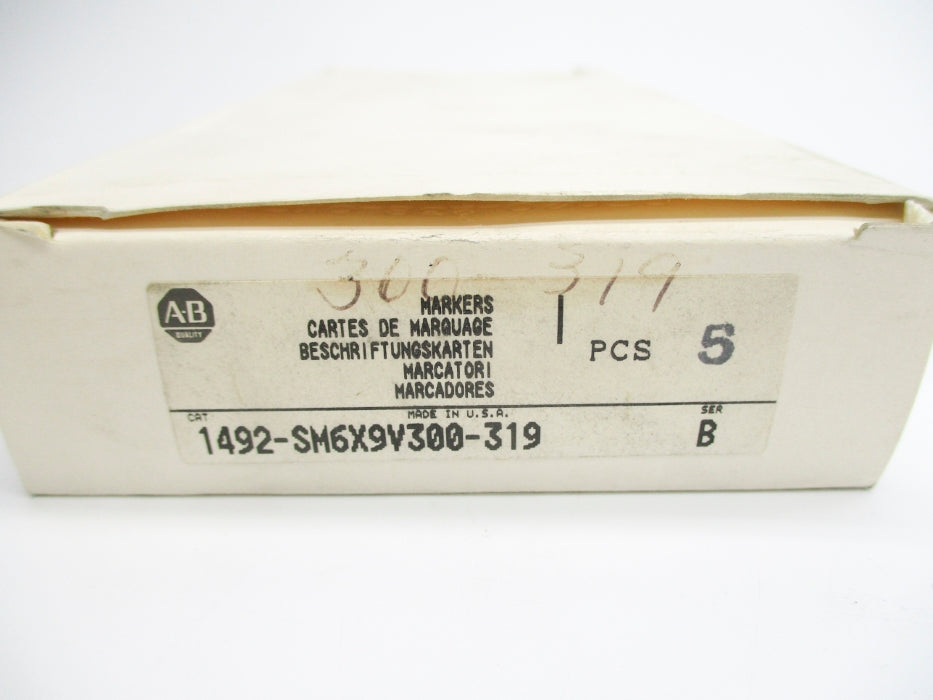 300-319
A-B
QUALITY
MARKERS
CARTES DE MARQUAGE
BESCHRIFTUNGSKARTEN
MARCATORI
MARCADORES
PCS 5
CAT MADE IN U.S.A. SER
1492-SM6X9V300-319 B